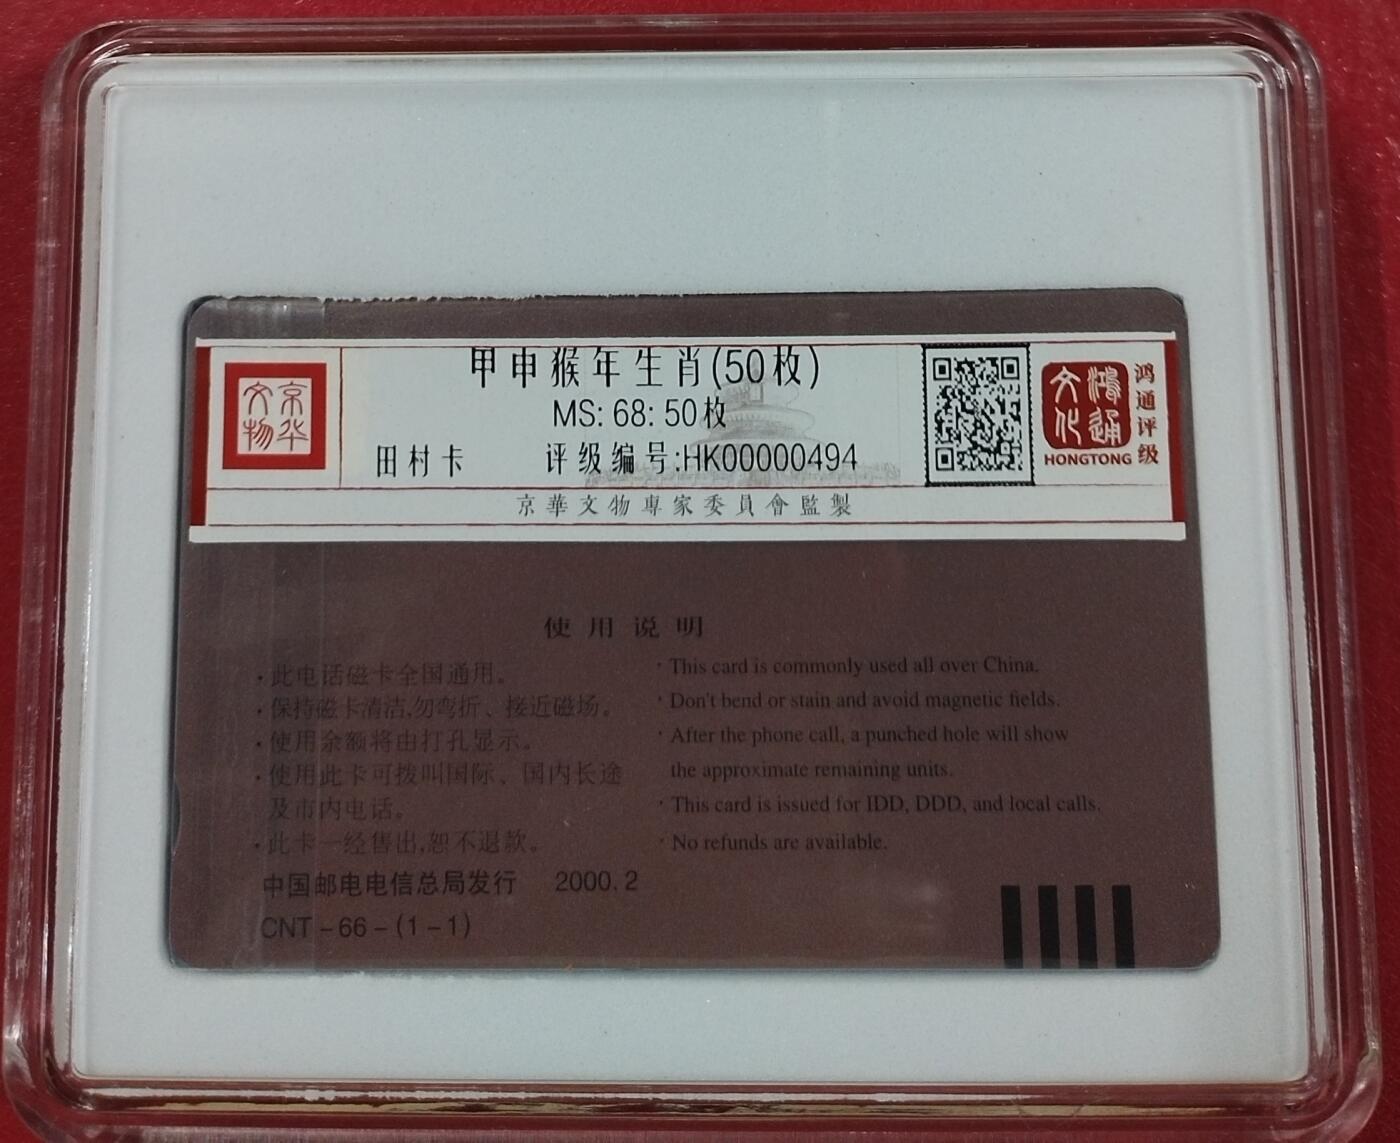 甲申猴年生肖(50枚)
MS: 68: 50枚
田村卡 评级编号:HK00000494
京華文物專家委員會監製
京华文物
鸿通文化
HONGTONG
鸿通评级
使用说明
·此电话磁卡全国通用。
·保持磁卡清洁,勿弯折、接近磁场。
·使用余额将由打孔显示。
·使用此卡可拨叫国际、国内长途
及市内电话。
·此卡一经售出,恕不退款。
中国邮电电信总局发行 2000.2
CNT-66-(1-1)
· This card is commonly used all over China.
· Don't bend or stain and avoid magnetic fields.
· After the phone call, a punched hole will show
the approximate remaining units.
· This card is issued for IDD, DDD, and local calls.
· No refunds are available.